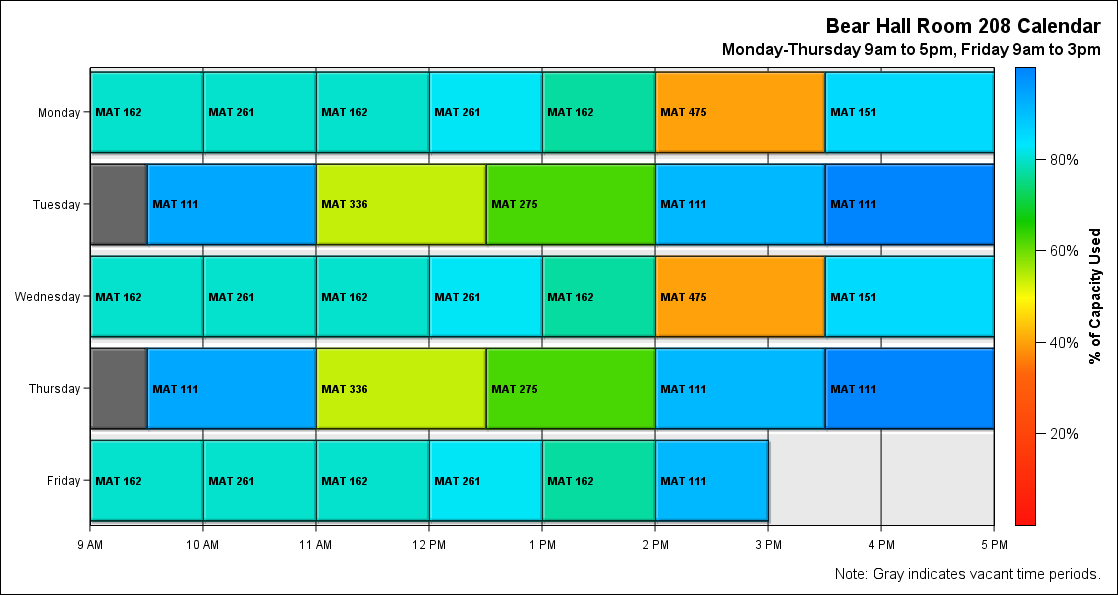 Bear Hall Room 208 Calendar
Monday-Thursday 9am to 5pm, Friday 9am to 3pm
Monday MAT 162 MAT 261 MAT 162 MAT 261 MAT 162 MAT 475 MAT 151
Tuesday MAT 111 MAT 336 MAT 275 MAT 111 MAT 111
Wednesday MAT 162 MAT 261 MAT 162 MAT 261 MAT 162 MAT 475 MAT 151
Thursday MAT 111 MAT 336 MAT 275 MAT 111 MAT 111
Friday MAT 162 MAT 261 MAT 162 MAT 261 MAT 162 MAT 111
9 AM 10 AM 11 AM 12 PM 1 PM 2 PM 3 PM 4 PM 5 PM
80%
60%
40%
20%
% of Capacity Used
Note: Gray indicates vacant time periods.